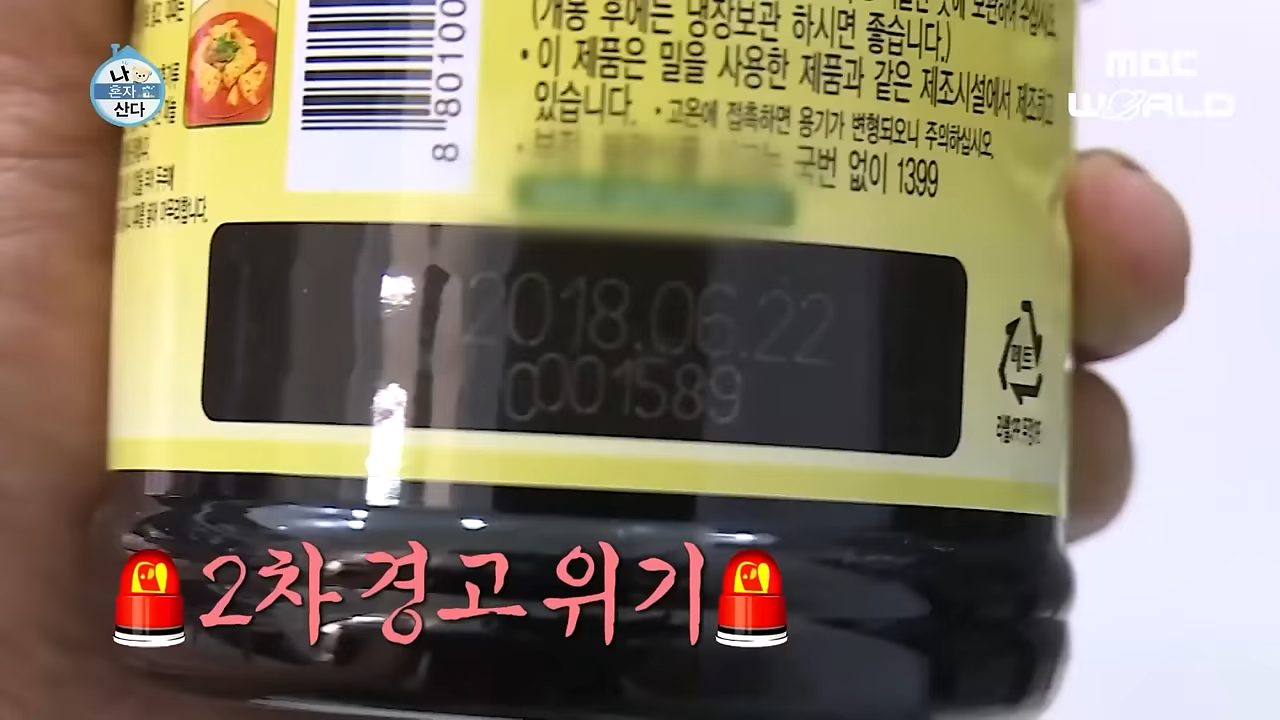 나
혼자
산다
MBC
WORLD
(개봉 후에는 냉장보관 하시면 좋습니다.)
• 이 제품은 밀을 사용한 제품과 같은 제조시설에서 제조하고
있습니다. • 고온에 접촉하면 용기가 변형되오니 주의하십시오.
국번 없이 1399
8 80100
2018.06.22
C0001589
페트
2차 경고 위기